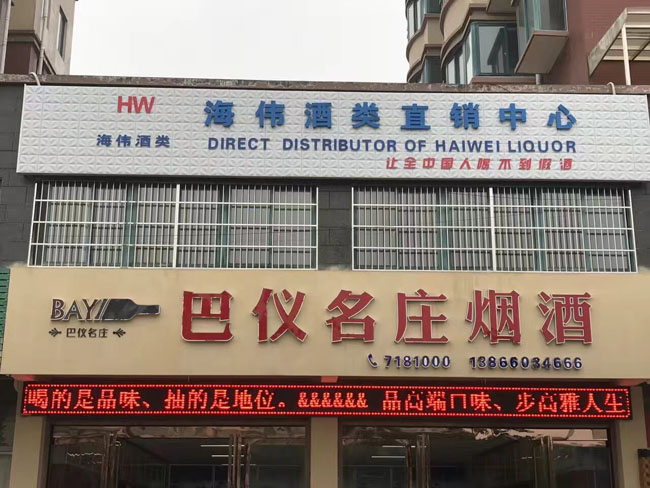 HW 海伟酒类直销中心
海伟酒类 DIRECT DISTRIBUTOR OF HAIWEI LIQUOR
让全中国人喝不到假酒
BAYI 巴仪名庄烟酒
巴仪名庄
7181000 13866034666
喝的是品味、抽的是地位。&&&&&& 品高端口味、步高雅人生